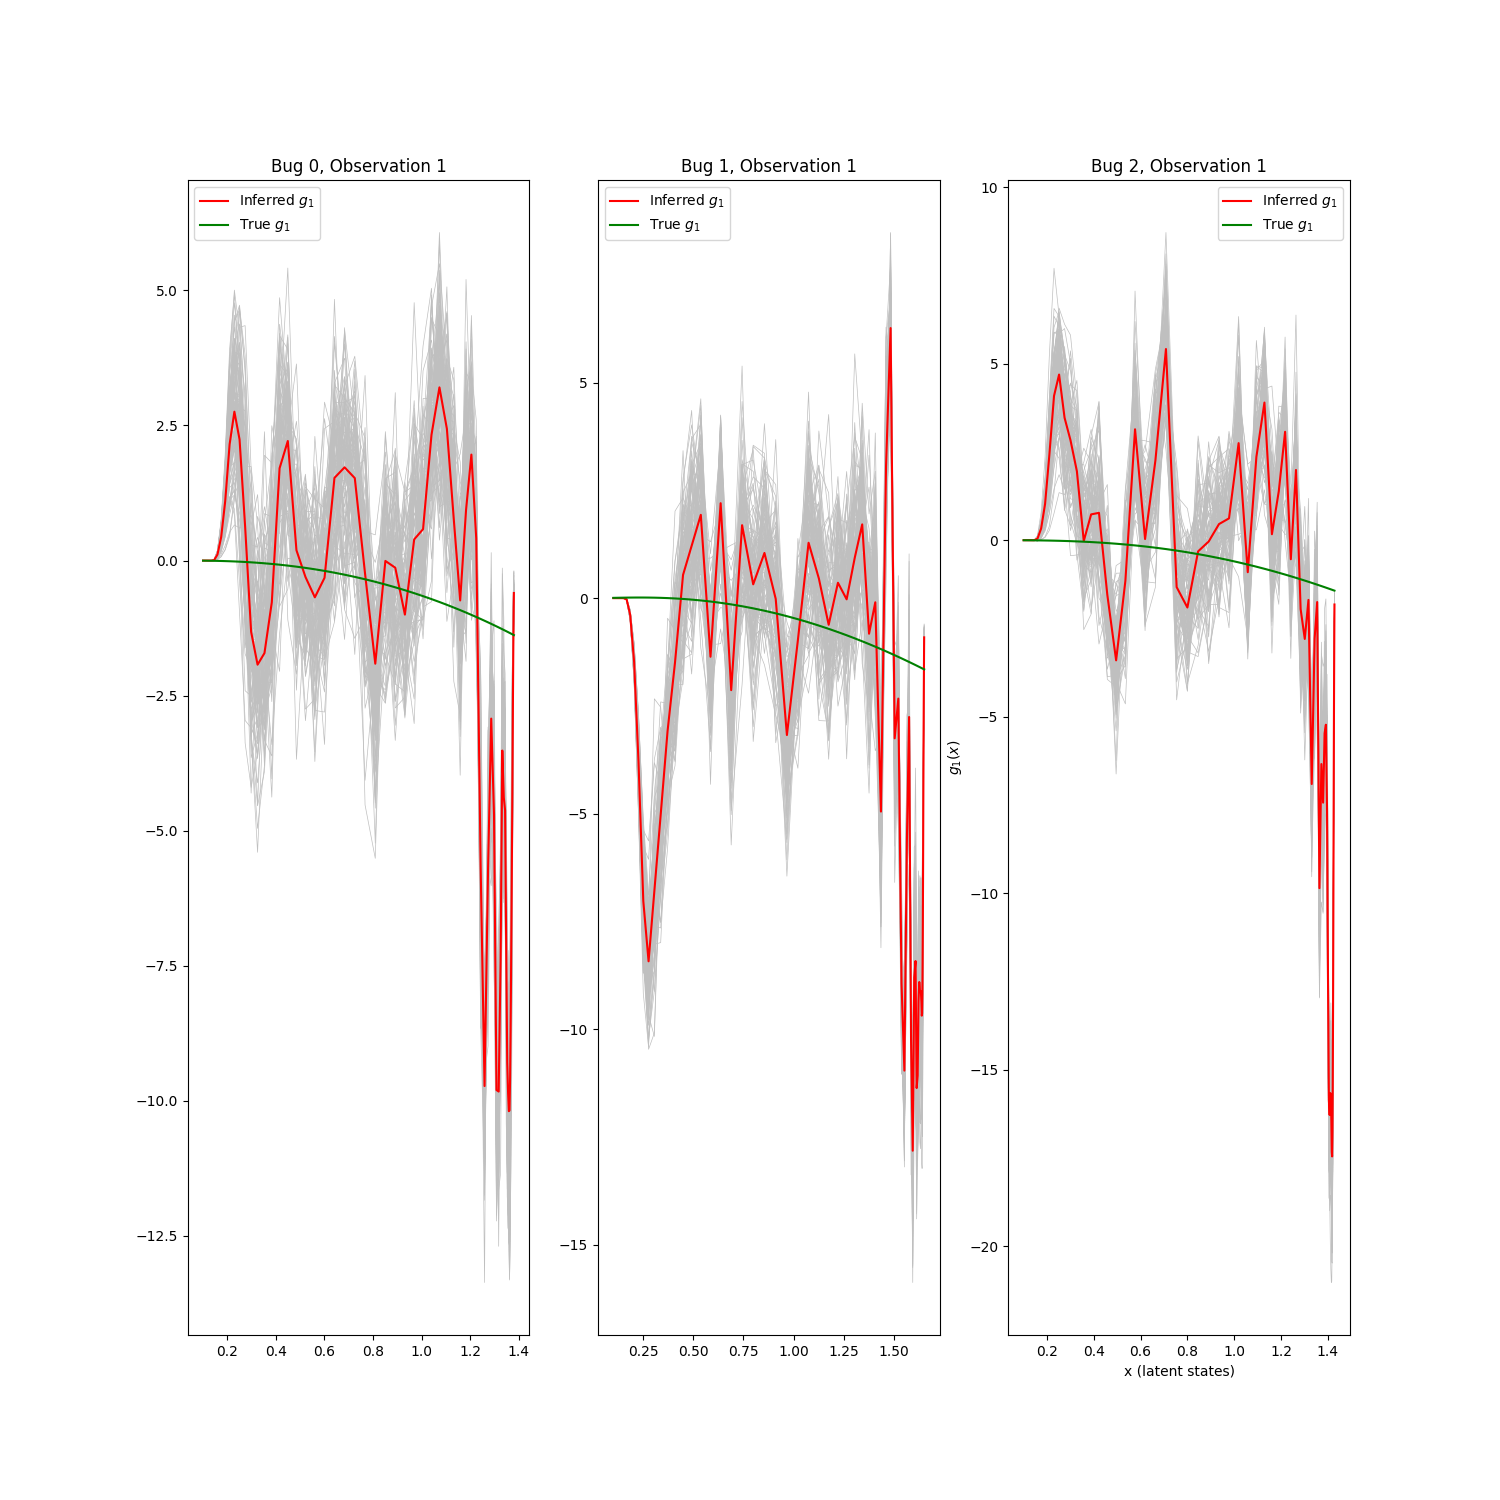 Bug 0, Observation 1
Inferred g₁
True g₁
5.0
2.5
0.0
−2.5
−5.0
−7.5
−10.0
−12.5
0.2 0.4 0.6 0.8 1.0 1.2 1.4
Bug 1, Observation 1
Inferred g₁
True g₁
5
0
−5
−10
−15
0.25 0.50 0.75 1.00 1.25 1.50
Bug 2, Observation 1
Inferred g₁
True g₁
g₁(x)
10
5
0
−5
−10
−15
−20
0.2 0.4 0.6 0.8 1.0 1.2 1.4
x (latent states)